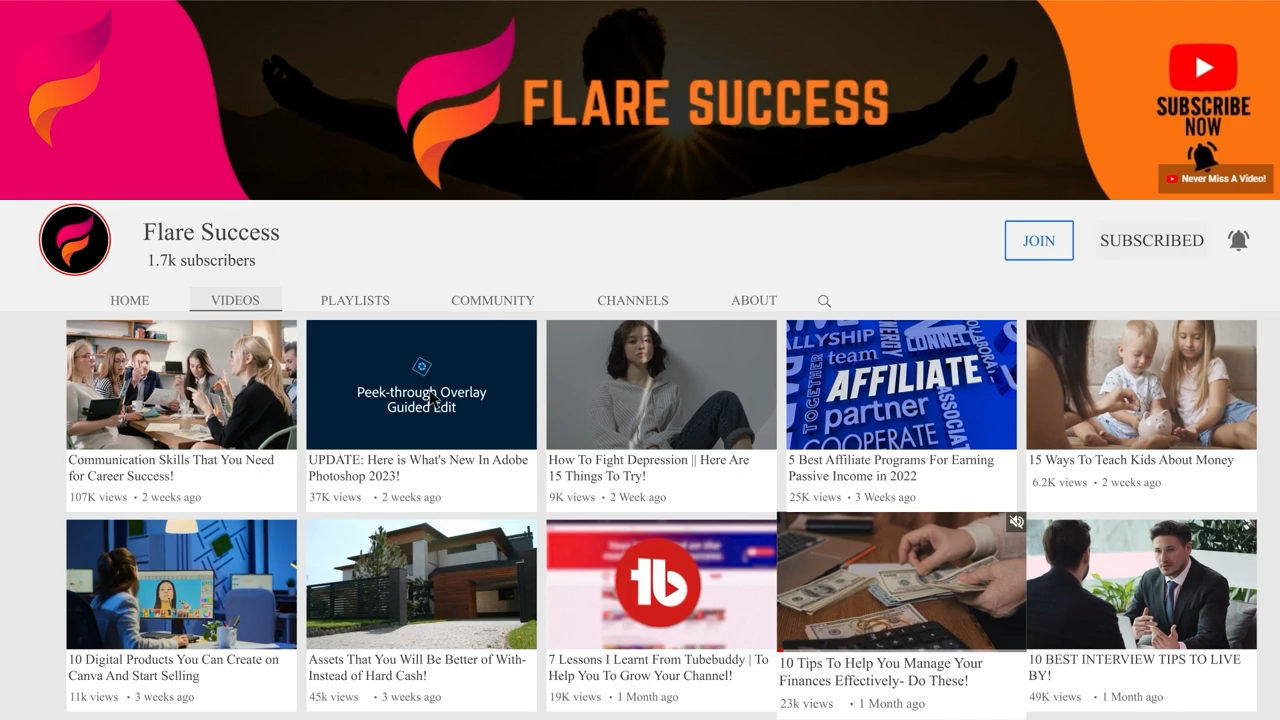 FLARE SUCCESS
SUBSCRIBE
NOW
Never Miss A Video!
Flare Success
1.7k subscribers
JOIN
SUBSCRIBED
HOME
VIDEOS
PLAYLISTS
COMMUNITY
CHANNELS
ABOUT
Peek-through Overlay
Guided Edit
ALLYSHIP
ENERGY
CONNECT
team
TOGETHER
AFFILIATE
partner
COOPERATE
Communication Skills That You Need
for Career Success!
107K views • 2 weeks ago
UPDATE: Here is What's New In Adobe
Photoshop 2023!
37K views • 2 weeks ago
How To Fight Depression || Here Are
15 Things To Try!
9K views • 2 Week ago
5 Best Affiliate Programs For Earning
Passive Income in 2022
25K views • 3 Weeks ago
15 Ways To Teach Kids About Money
6.2K views • 2 weeks ago
10 Digital Products You Can Create on
Canva And Start Selling
11k views • 3 weeks ago
Assets That You Will Be Better of With-
Instead of Hard Cash!
45k views • 3 weeks ago
7 Lessons I Learnt From Tubebuddy | To
Help You To Grow Your Channel!
19K views • 1 Month ago
10 Tips To Help You Manage Your
Finances Effectively- Do These!
23k views • 1 Month ago
10 BEST INTERVIEW TIPS TO LIVE
BY!
49K views • 1 Month ago